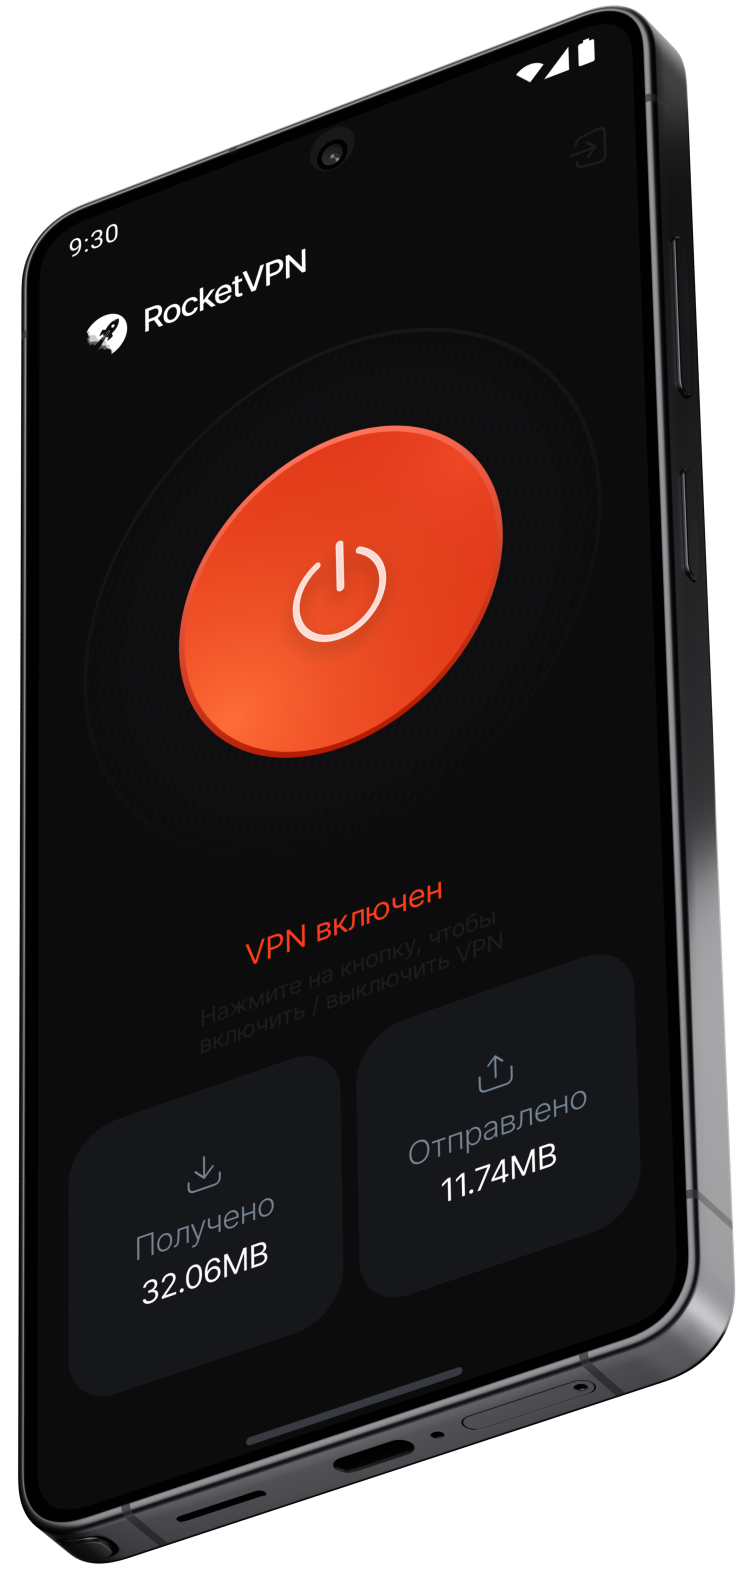 9:30
RocketVPN
VPN включен
Нажмите на кнопку, чтобы
включить / выключить VPN
Получено
32.06MB
Отправлено
11.74MB